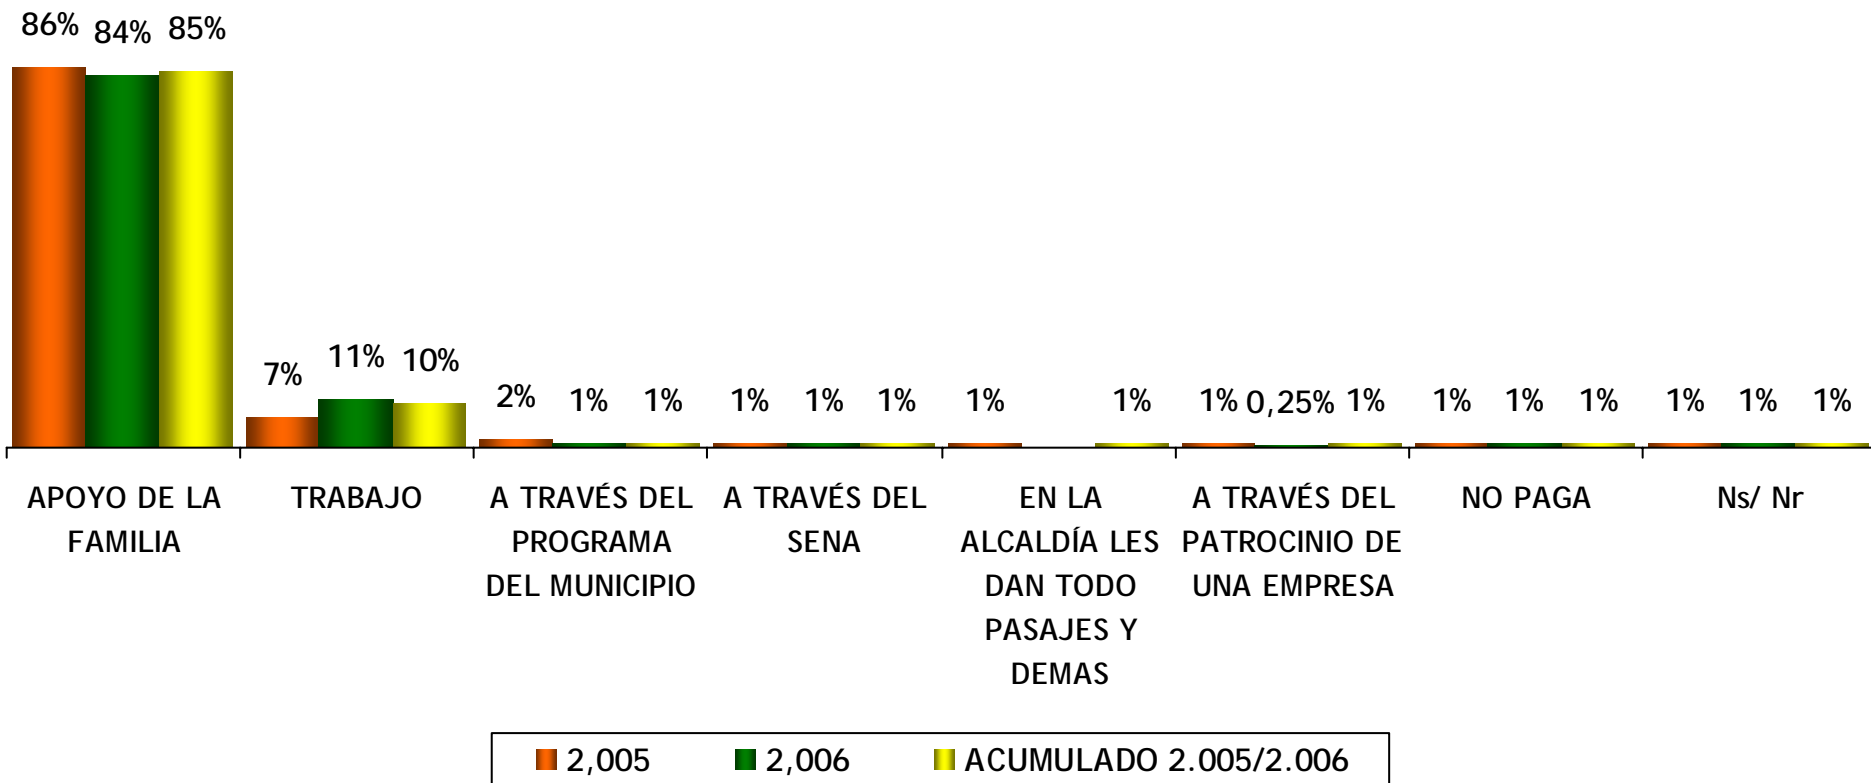 86% 84% 85%
7% 11% 10%
2% 1% 1%
1% 1% 1%
1% 1%
1% 0,25% 1%
1% 1% 1%
1% 1% 1%
APOYO DE LA
FAMILIA
TRABAJO
A TRAVÉS DEL
PROGRAMA
DEL MUNICIPIO
A TRAVÉS DEL
SENA
EN LA
ALCALDÍA LES
DAN TODO
PASAJES Y
DEMAS
A TRAVÉS DEL
PATROCINIO DE
UNA EMPRESA
NO PAGA
Ns/ Nr
2,005 2,006 ACUMULADO 2.005/2.006